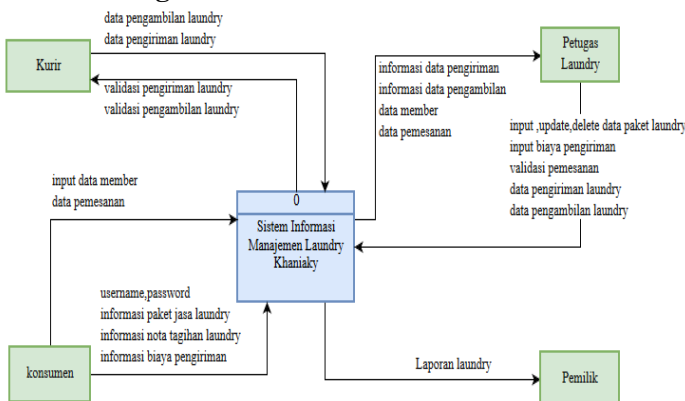 data pengambilan laundry
data pengiriman laundry
Kurir
validasi pengiriman laundry
validasi pengambilan laundry
informasi data pengiriman
informasi data pengambilan
data member
data pemesanan
Petugas
Laundry
input ,update,delete data paket laundry
input biaya pengiriman
validasi pemesanan
data pengiriman laundry
data pengambilan laundry
input data member
data pemesanan
0
Sistem Informasi
Manajemen Laundry
Khaniaky
username,password
informasi paket jasa laundry
informasi nota tagihan laundry
informasi biaya pengiriman
konsumen
Laporan laundry
Pemilik